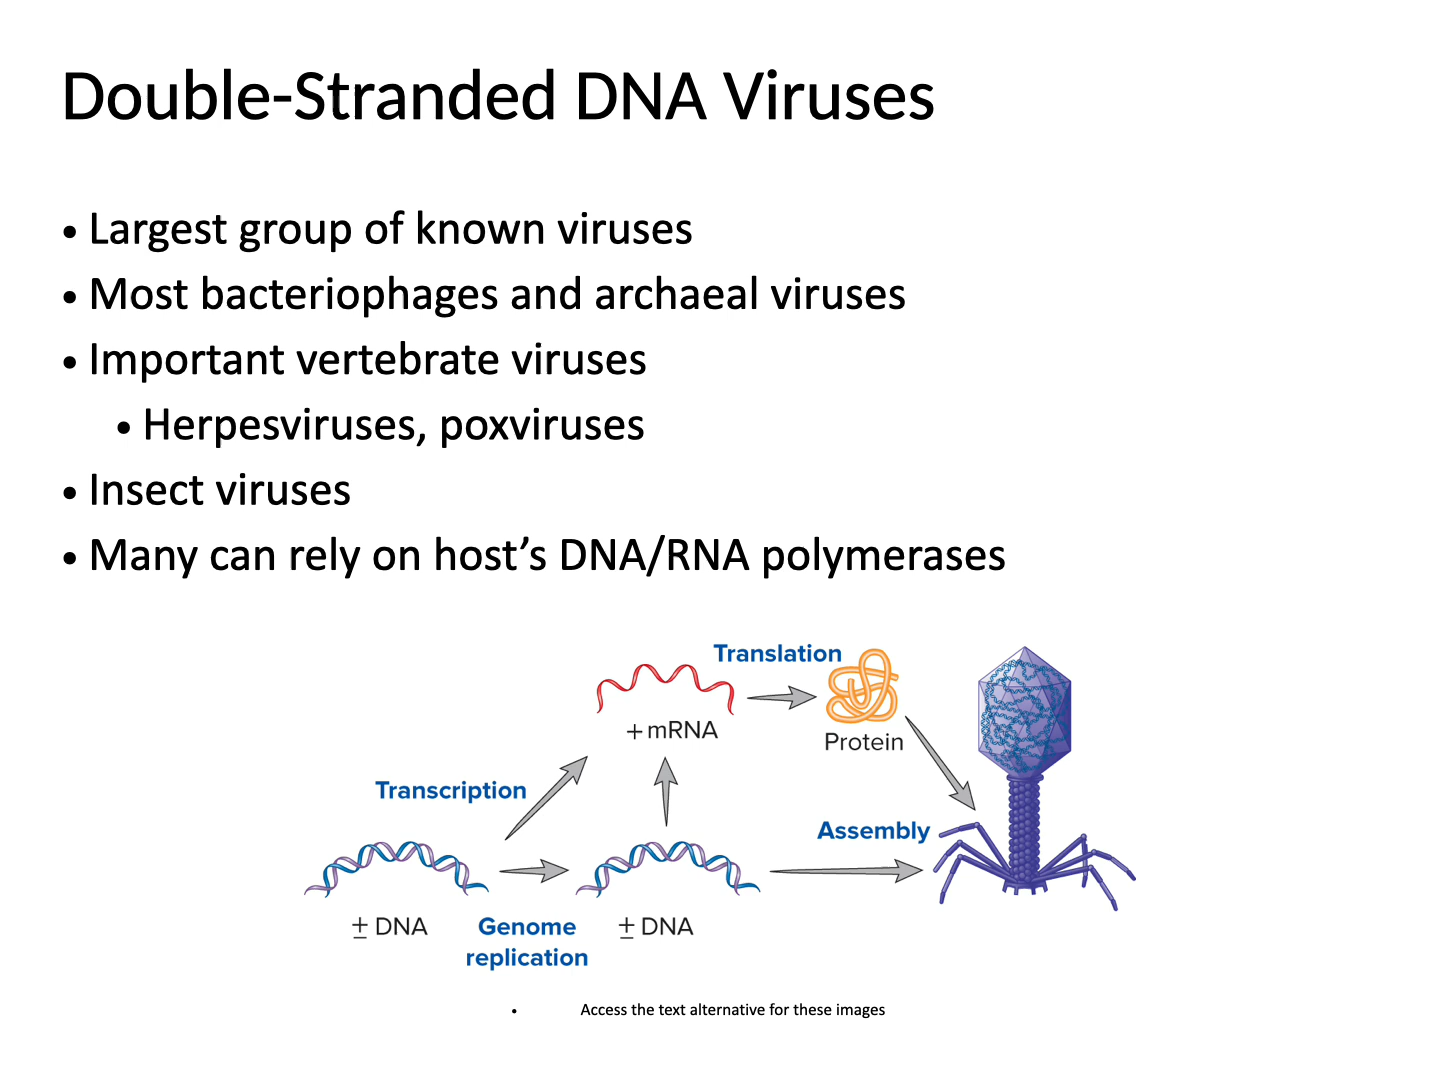 Double-Stranded DNA Viruses
• Largest group of known viruses
• Most bacteriophages and archaeal viruses
• Important vertebrate viruses
• Herpesviruses, poxviruses
• Insect viruses
• Many can rely on host’s DNA/RNA polymerases
Translation
+mRNA
Protein
Transcription
Assembly
± DNA
Genome
replication
± DNA
• Access the text alternative for these images